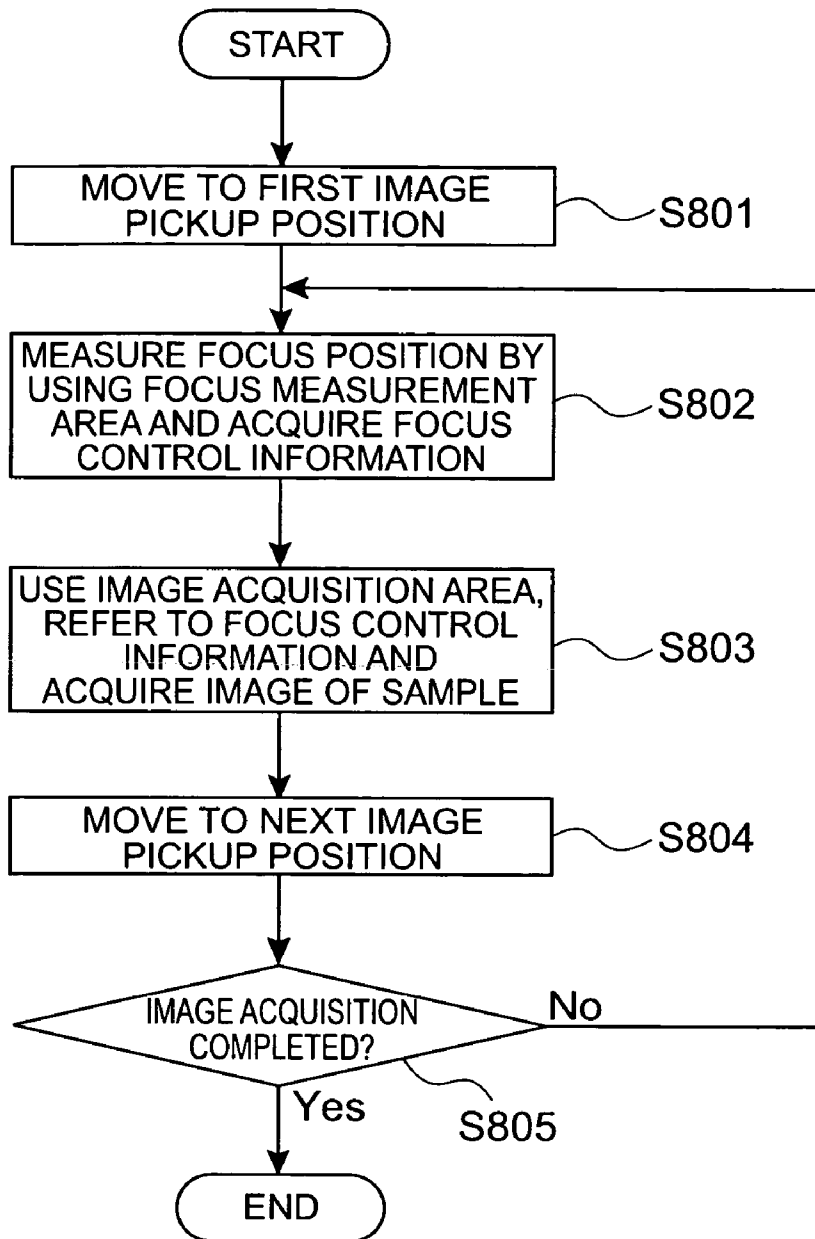 START
MOVE TO FIRST IMAGE
PICKUP POSITION
S801
MEASURE FOCUS POSITION BY
USING FOCUS MEASUREMENT
AREA AND ACQUIRE FOCUS
CONTROL INFORMATION
S802
USE IMAGE ACQUISITION AREA,
REFER TO FOCUS CONTROL
INFORMATION AND
ACQUIRE IMAGE OF SAMPLE
S803
MOVE TO NEXT IMAGE
PICKUP POSITION
S804
IMAGE ACQUISITION
COMPLETED?
No
Yes
S805
END